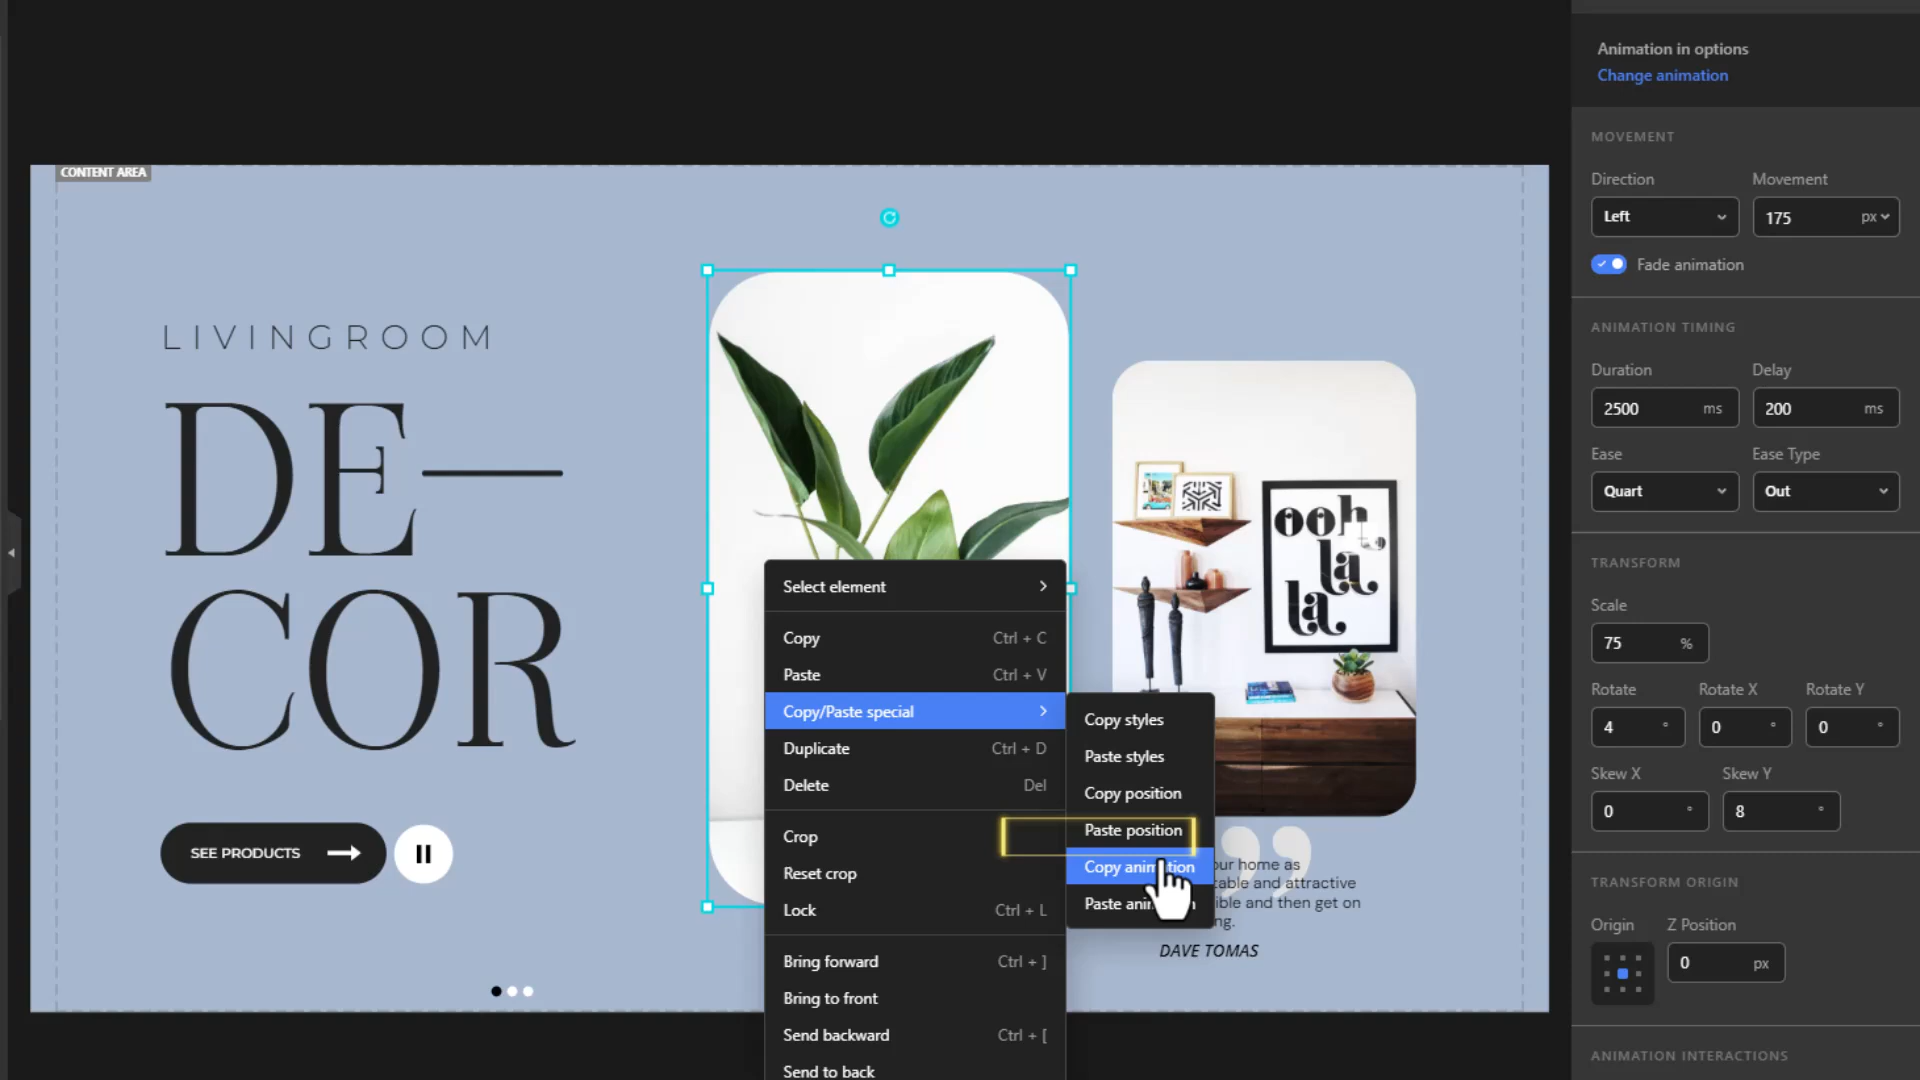 Animation in options
Change animation
MOVEMENT
Direction
Movement
Left
175
px
Fade animation
ANIMATION TIMING
Duration
Delay
2500
ms
200
ms
Ease
Ease Type
Quart
Out
TRANSFORM
Scale
75
%
Rotate
Rotate X
Rotate Y
4
°
0
°
0
°
Skew X
Skew Y
0
°
8
°
TRANSFORM ORIGIN
Origin
Z Position
0
px
ANIMATION INTERACTIONS
CONTENT AREA
LIVINGROOM
DE—
COR
SEE PRODUCTS
ooh
la
la
Select element
Copy
Ctrl + C
Paste
Ctrl + V
Copy/Paste special
Duplicate
Ctrl + D
Delete
Del
Crop
Reset crop
Lock
Ctrl + L
Bring forward
Ctrl + ]
Bring to front
Send backward
Ctrl + [
Send to back
Copy styles
Paste styles
Copy position
Paste position
Copy animation
Paste
home as
and attractive
and then get on
DAVE TOMAS